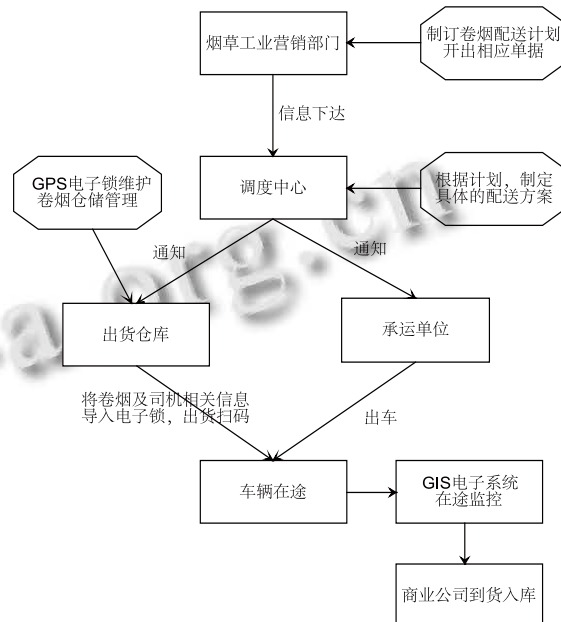 烟草工业营销部门
制订卷烟配送计划
开出相应单据
信息下达
GPS电子锁维护
卷烟仓储管理
调度中心
根据计划，制定
具体的配送方案
通知
通知
出货仓库
承运单位
将卷烟及司机相关信息
导入电子锁，出货扫码
出车
车辆在途
GIS电子系统
在途监控
商业公司到货入库
a.org.cn